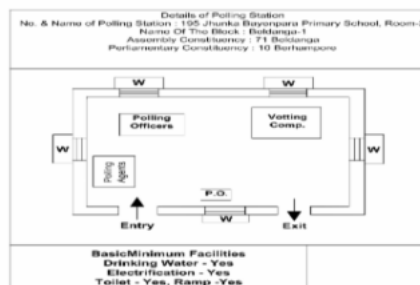 Details of Polling Station
No. & Name of Polling Station : 195 Jhunka Bayenpara Primary School, Room-
Name Of The Block : Beldanga-1
Assembly Constituency : 71 Beldanga
Parliamentary Constituency : 10 Berhampore
W
W
Polling
Officers
Votting
Comp.
W
W
Polling
Agents
P.O.
W
Entry
Exit
BasicMinimum Facilities
Drinking Water - Yes
Electrification - Yes
Toilet - Yes, Ramp -Yes